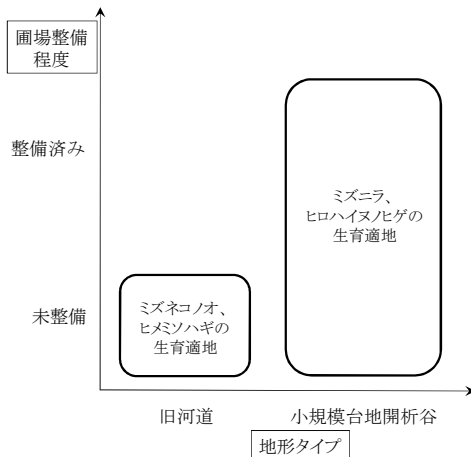 圃場整備
程度
整備済み
ミズニラ、
ヒロハイヌノヒゲの
生育適地
未整備
ミズネコノオ、
ヒメミソハギの
生育適地
旧河道
小規模台地開析谷
地形タイプ